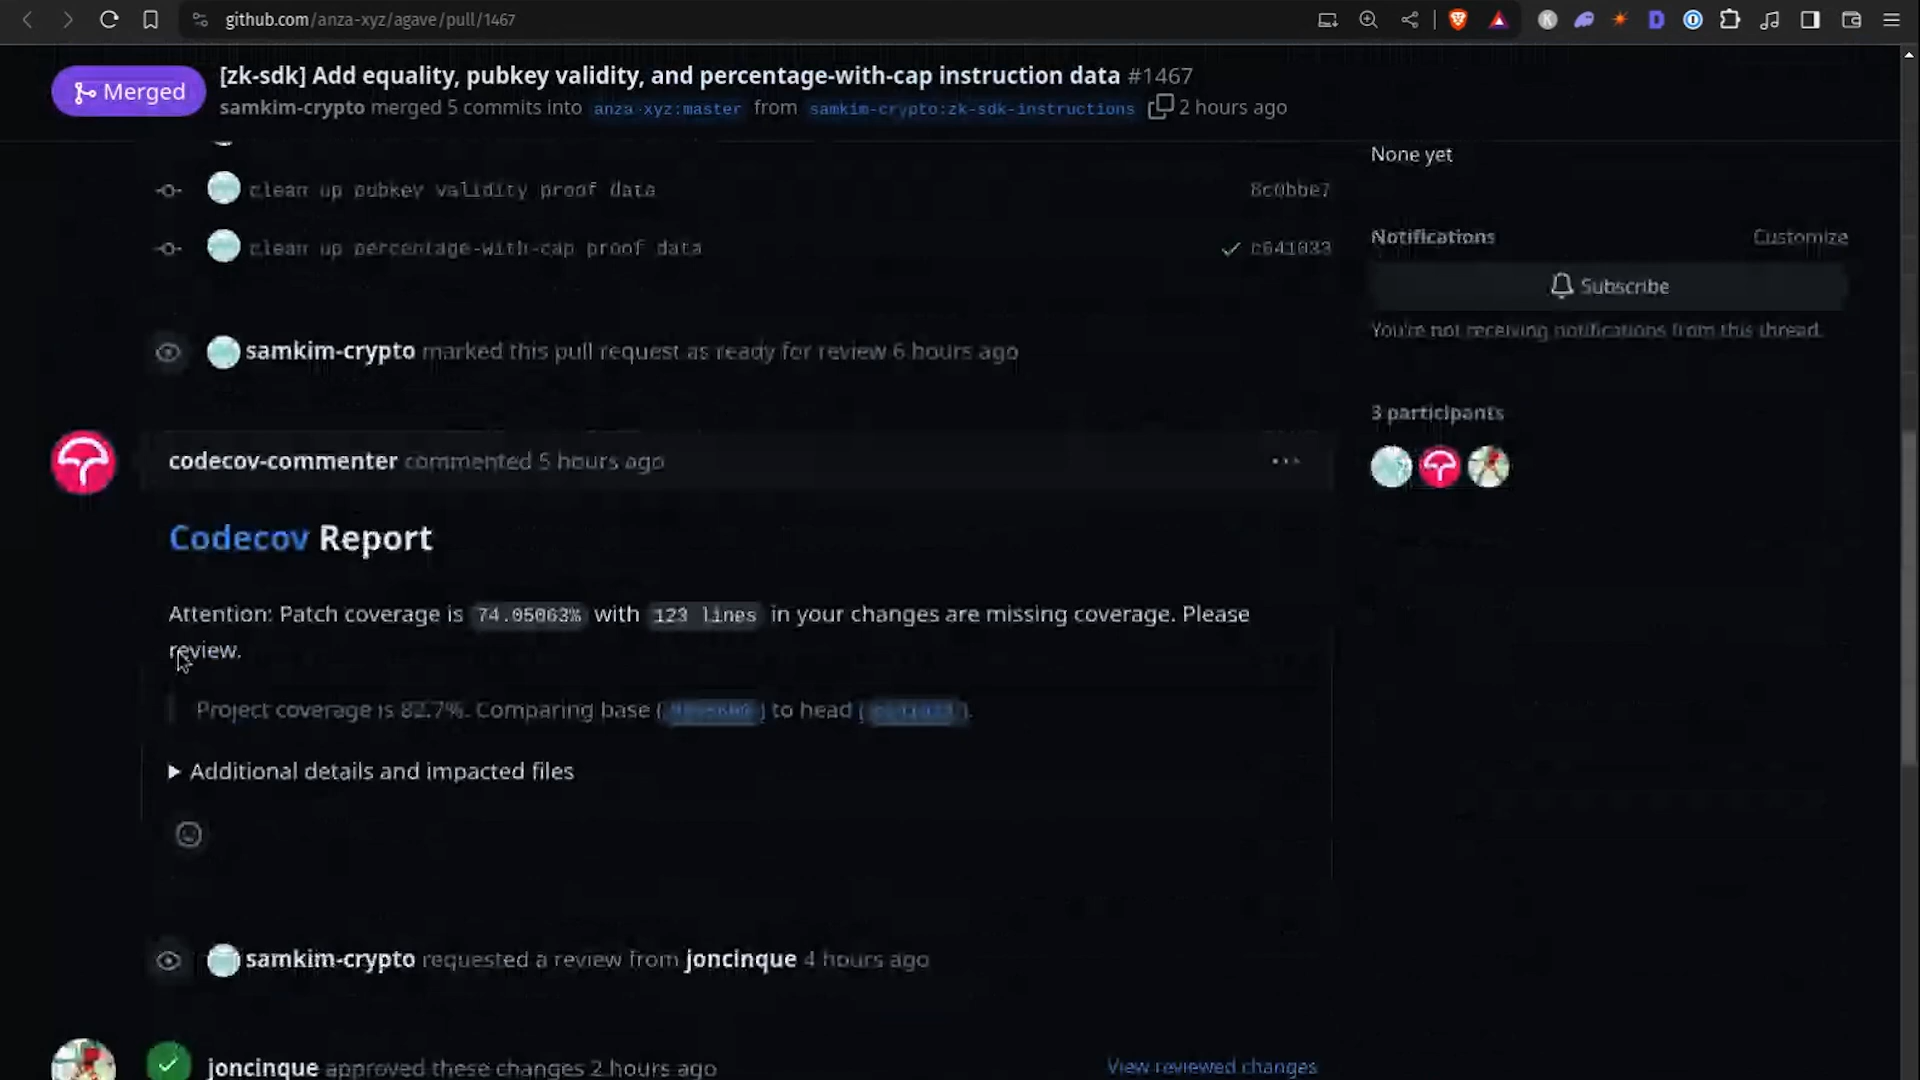 github.com/anza-xyz/agave/pull/1467
Merged
[zk-sdk] Add equality, pubkey validity, and percentage-with-cap instruction data #1467
samkim-crypto merged 5 commits into anza-xyz:master from samkim-crypto:zk-sdk-instructions 2 hours ago
None yet
clean up pubkey validity proof data 8c0bbe7
Notifications Customize
clean up percentage-with-cap proof data c641033
Subscribe
You're not receiving notifications from this thread.
samkim-crypto marked this pull request as ready for review 6 hours ago
3 participants
codecov-commenter commented 5 hours ago
Codecov Report
Attention: Patch coverage is 74.05063% with 123 lines in your changes are missing coverage. Please
review.
Project coverage is 82.7%. Comparing base ( ) to head ( ).
Additional details and impacted files
samkim-crypto requested a review from joncinque 4 hours ago
joncinque approved these changes 2 hours ago View reviewed changes